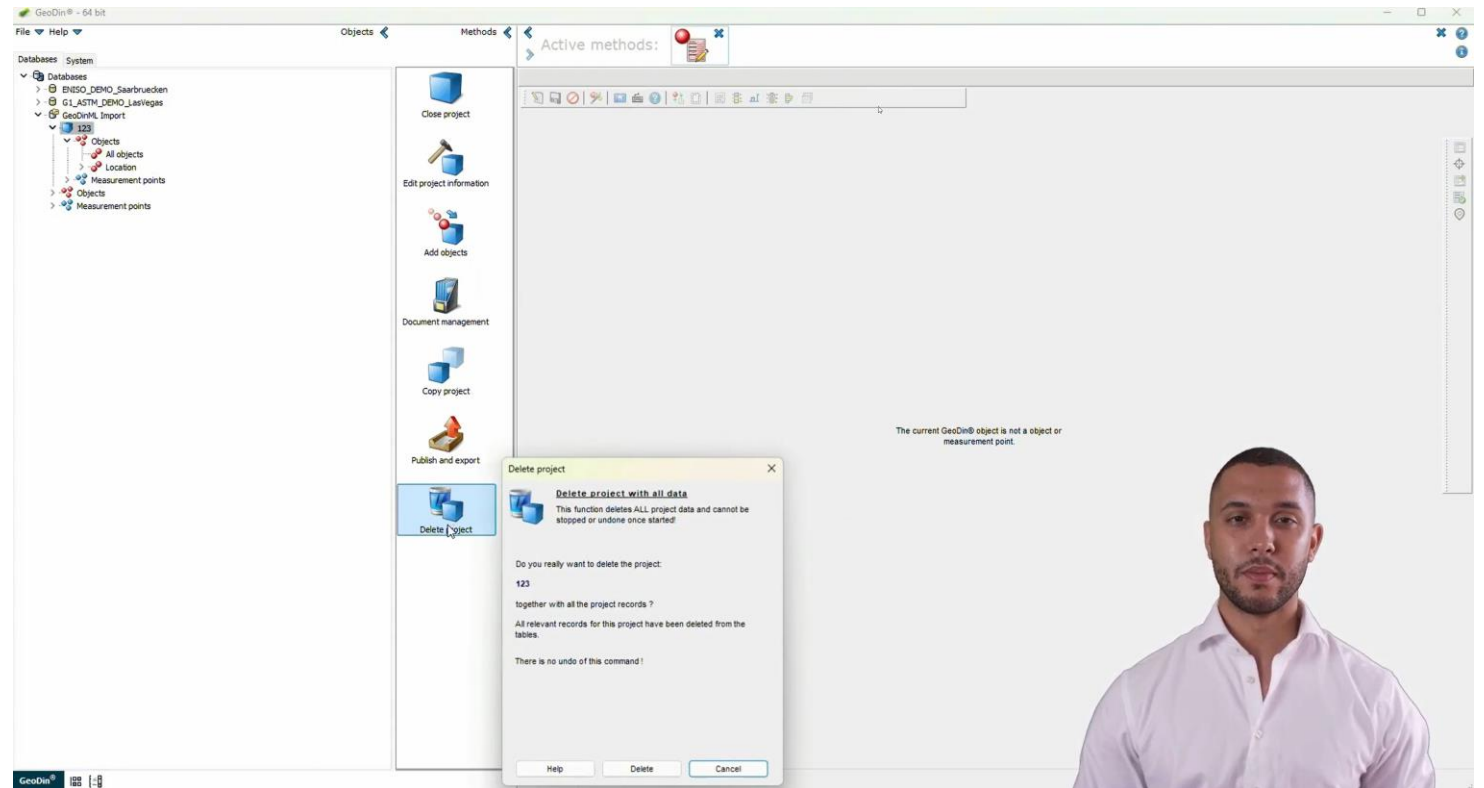 GeoDin® - 64 bit
File Help
Objects
Methods
Active methods:
Databases System
Databases
ENISO_DEMO_Saarbruecken
G1_ASTM_DEMO_LasVegas
GeoDinML Import
123
Objects
All objects
Location
Measurement points
Objects
Measurement points
Close project
Edit project information
Add objects
Document management
Copy project
Publish and export
Delete project
The current GeoDin® object is not a object or
measurement point.
Delete project
Delete project with all data
This function deletes ALL project data and cannot be
stopped or undone once started!
Do you really want to delete the project:
123
together with all the project records ?
All relevant records for this project have been deleted from the
tables.
There is no undo of this command !
Help Delete Cancel
GeoDin®